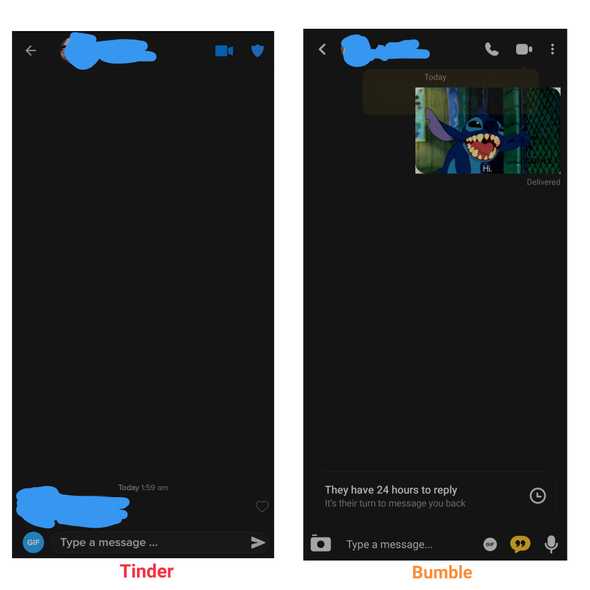 Today 1:59 am
GIF
Type a message ...
Tinder
Today
Hi.
Delivered
They have 24 hours to reply
It's their turn to message you back
Type a message...
GIF
Bumble